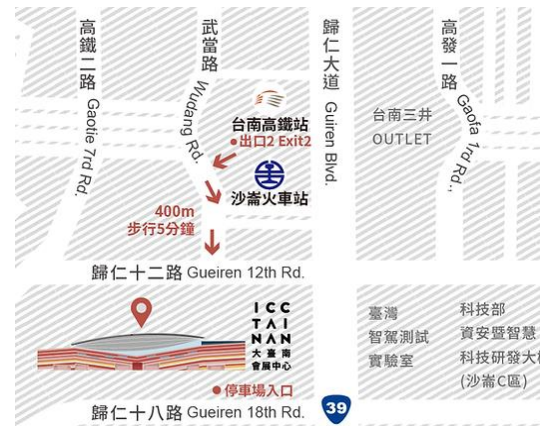 高鐵二路 Gaotie 7rd Rd.
武當路 Wudang Rd.
歸仁大道 Guiren Blvd.
高發一路 Gaofa 1rd Rd.,
台南高鐵站
出口2 Exit2
沙崙火車站
400m
步行5分鐘
台南三井
OUTLET
歸仁十二路 Gueiren 12th Rd.
ICC
TAI
NAN
大臺南
會展中心
停車場入口
歸仁十八路 Gueiren 18th Rd.
39
臺灣
智駕測試
實驗室
科技部
資安暨智慧
科技研發大
(沙崙C區)